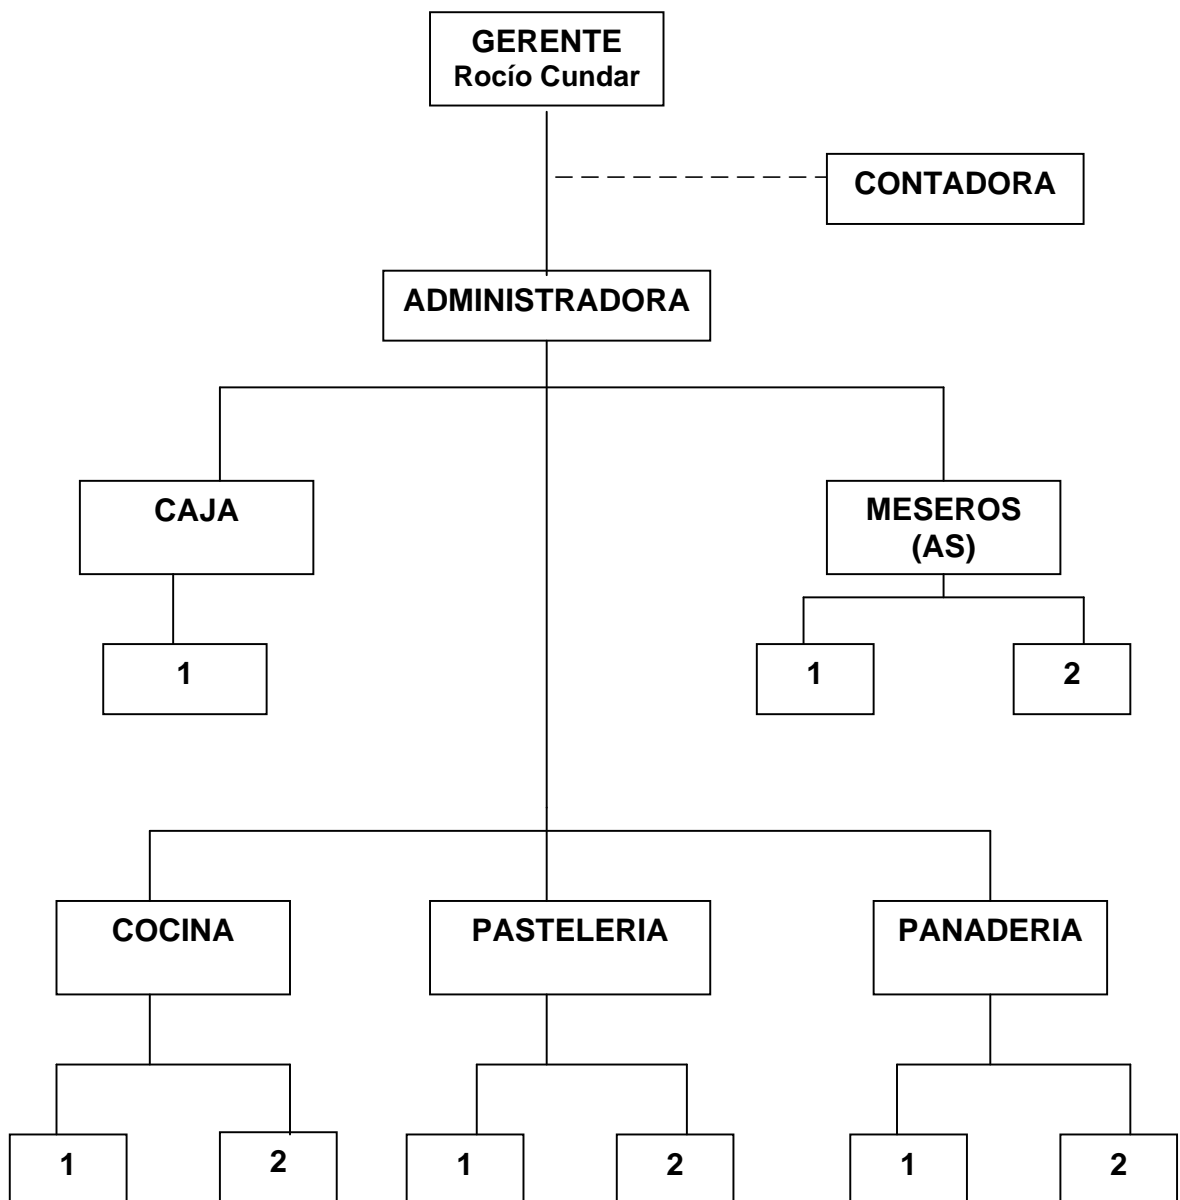 GERENTE
Rocío Cundar
CONTADORA
ADMINISTRADORA
CAJA
MESEROS
(AS)
1
1
2
COCINA
PASTELERIA
PANADERIA
1
2
1
2
1
2